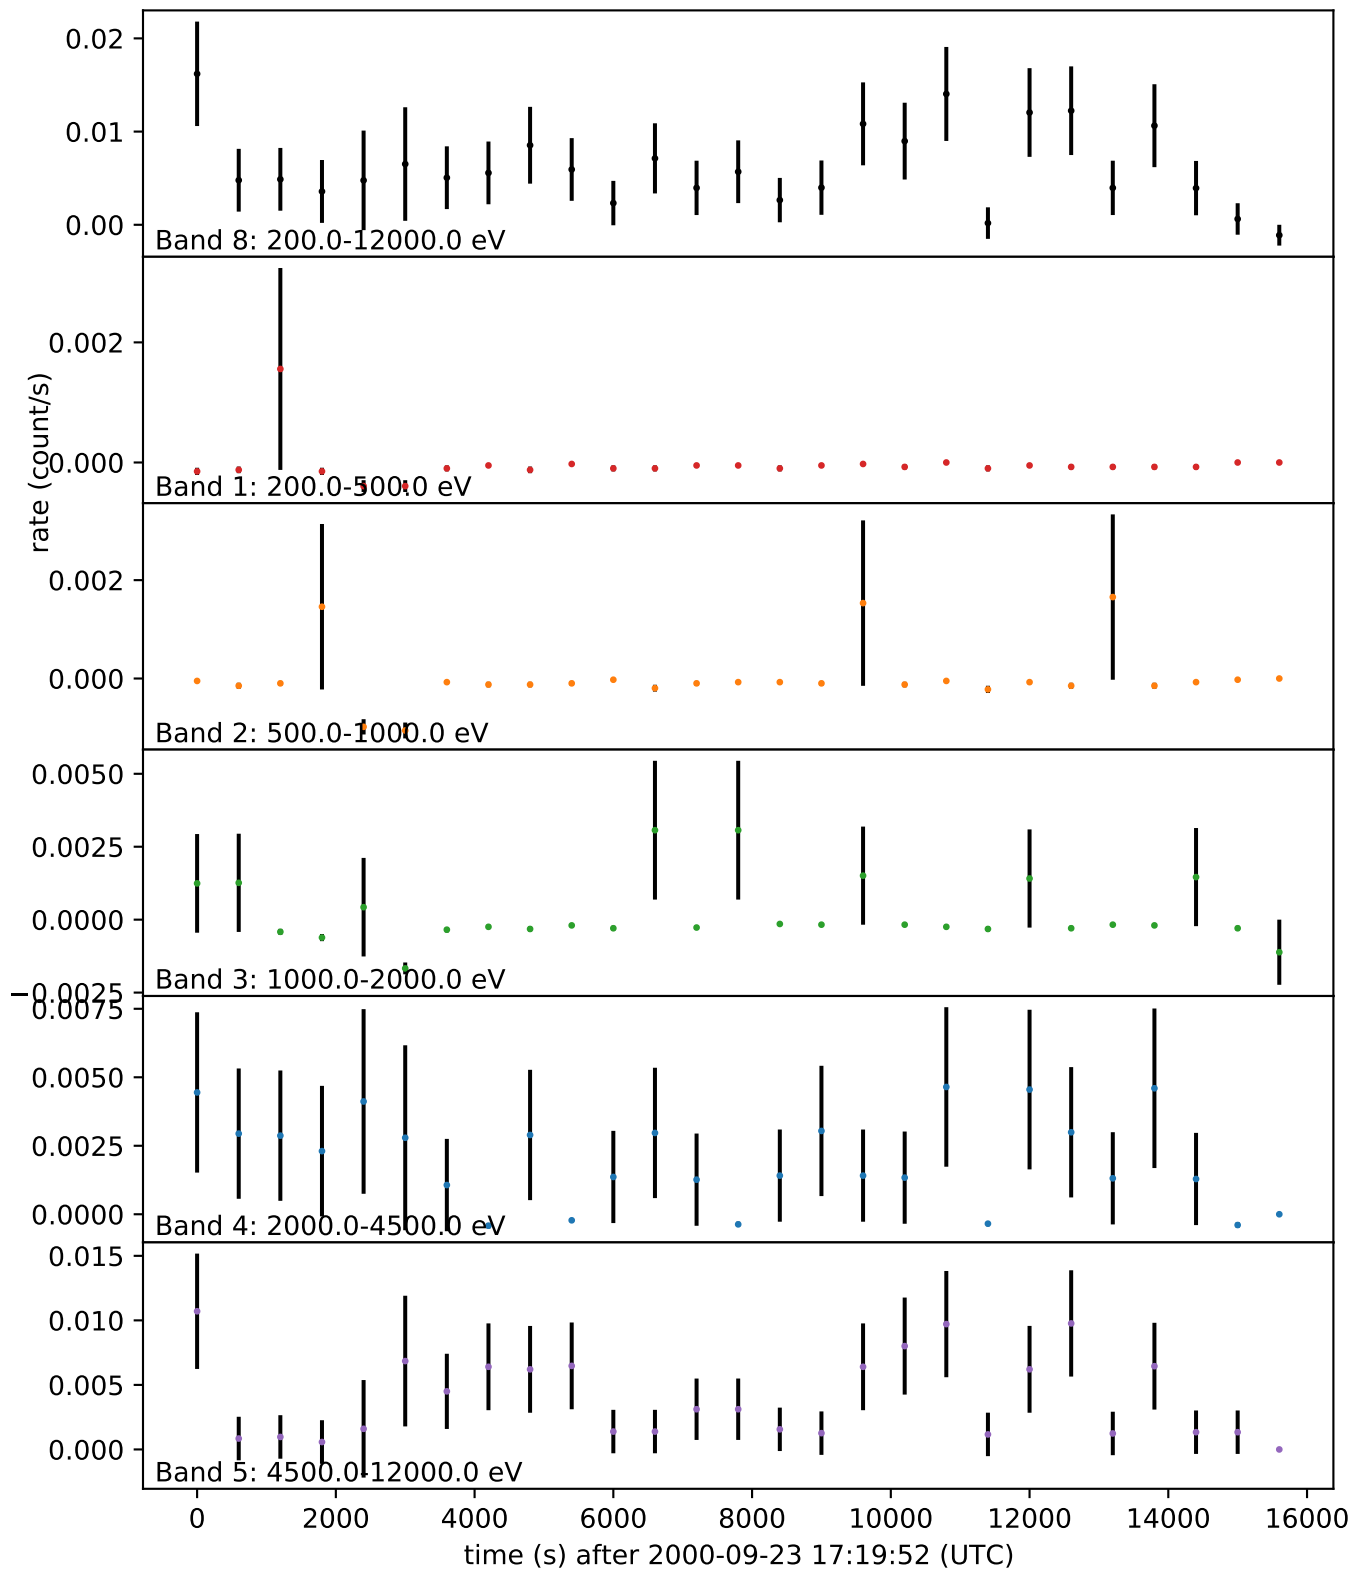 0.02
0.01
0.00
Band 8: 200.0-12000.0 eV
0.002
0.000
Band 1: 200.0-500.0 eV
rate (count/s)
0.002
0.000
Band 2: 500.0-1000.0 eV
0.0050
0.0025
0.0000
−0.0025
Band 3: 1000.0-2000.0 eV
0.0075
0.0050
0.0025
0.0000
Band 4: 2000.0-4500.0 eV
0.015
0.010
0.005
0.000
Band 5: 4500.0-12000.0 eV
0 2000 4000 6000 8000 10000 12000 14000 16000
time (s) after 2000-09-23 17:19:52 (UTC)